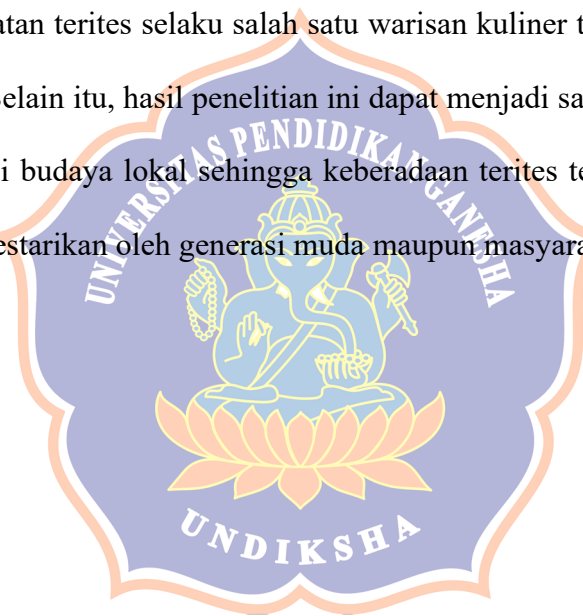 atan terites selaku salah satu warisan kuliner t
elain itu, hasil penelitian ini dapat menjadi sa
i budaya lokal sehingga keberadaan terites te
estarikan oleh generasi muda maupun masyara
UNIVERSITAS PENDIDIKAN GANESHA
UNDIKSHA